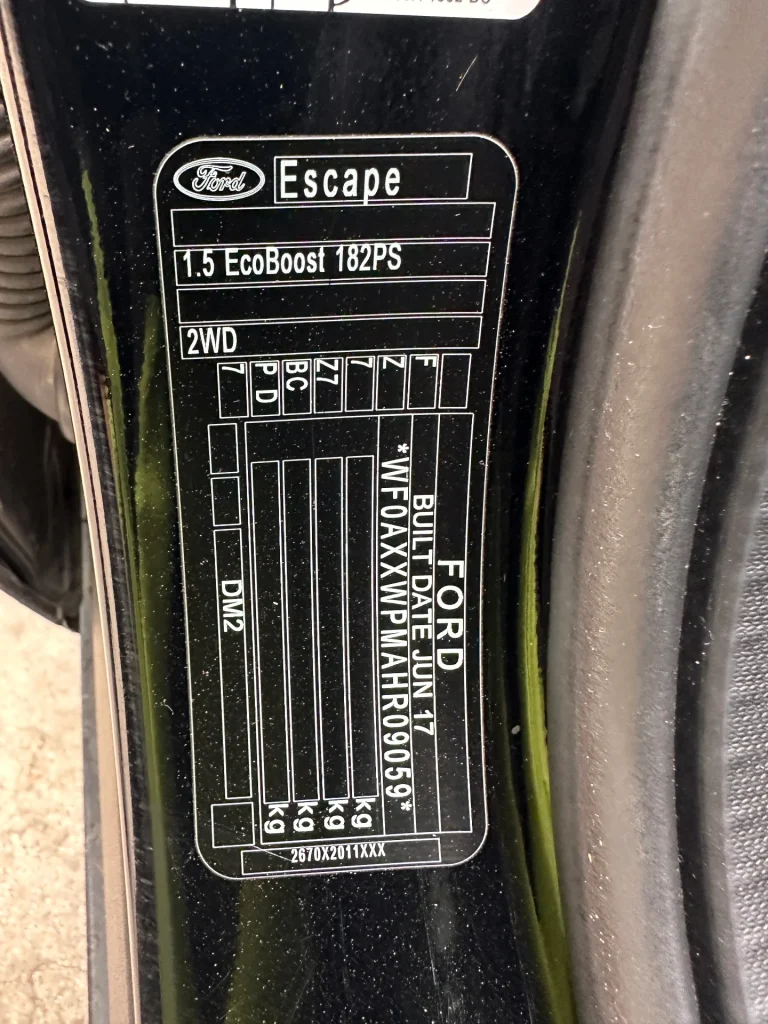 Ford
Escape
1.5 EcoBoost 182PS
2WD
F
Z
7
Z7
BC
P D
7
FORD
BUILT DATE JUN 17
*WF0AXXWPMAHR09059*
kg
kg
kg
kg
DM2
2670X2011XXX